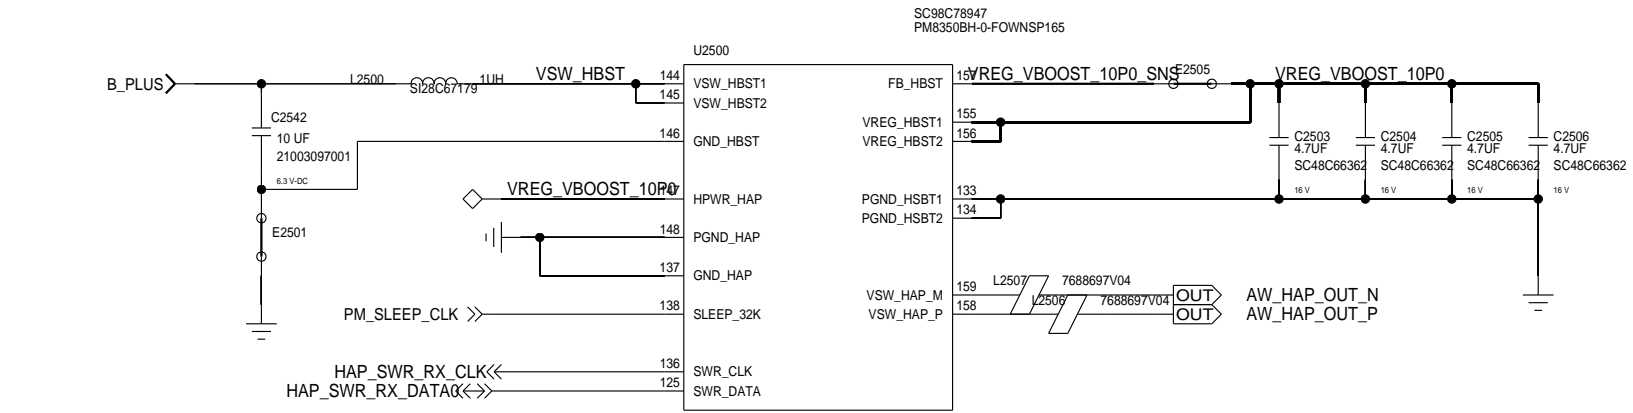 SC98C78947
PM8350BH-0-FOWNSP165
U2500
B_PLUS
L2500
1UH
SI28C67179
VSW_HBST
144
VSW_HBST1
145
VSW_HBST2
C2542
10 UF
21003097001
6.3 V-DC
146
GND_HBST
E2501
VREG_VBOOST_10P0
147
HPWR_HAP
148
PGND_HAP
137
GND_HAP
PM_SLEEP_CLK
138
SLEEP_32K
HAP_SWR_RX_CLK
136
SWR_CLK
HAP_SWR_RX_DATA0
125
SWR_DATA
FB_HBST
VREG_VBOOST_10P0_SNS
E2505
VREG_VBOOST_10P0
VREG_HBST1
155
VREG_HBST2
156
C2503
4.7UF
SC48C66362
16 V
C2504
4.7UF
SC48C66362
16 V
C2505
4.7UF
SC48C66362
16 V
C2506
4.7UF
SC48C66362
16 V
PGND_HSBT1
133
PGND_HSBT2
134
VSW_HAP_M
159
L2507
7688697V04
OUT
AW_HAP_OUT_N
VSW_HAP_P
158
L2506
7688697V04
OUT
AW_HAP_OUT_P